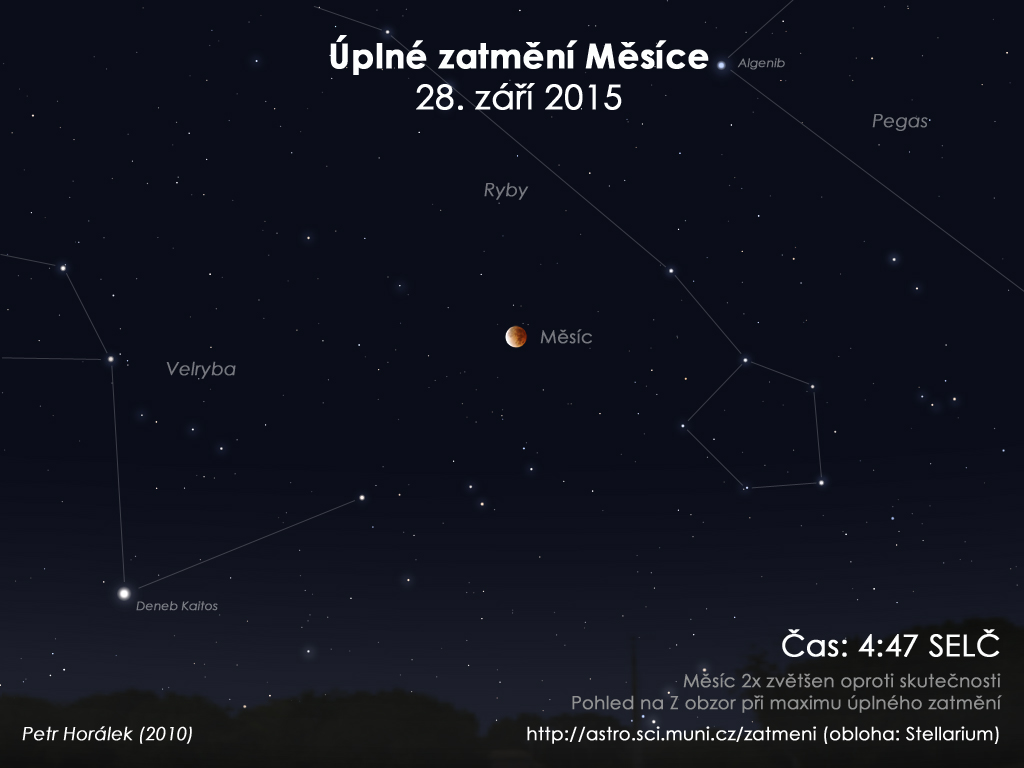 Úplné zatmění Měsíce
28. září 2015
Algenib
Pegas
Ryby
Měsíc
Velryba
Deneb Kaitos
Čas: 4:47 SELČ
Měsíc 2x zvětšen oproti skutečnosti
Pohled na Z obzor při maximu úplného zatmění
Petr Horálek (2010)
http://astro.sci.muni.cz/zatmeni (obloha: Stellarium)